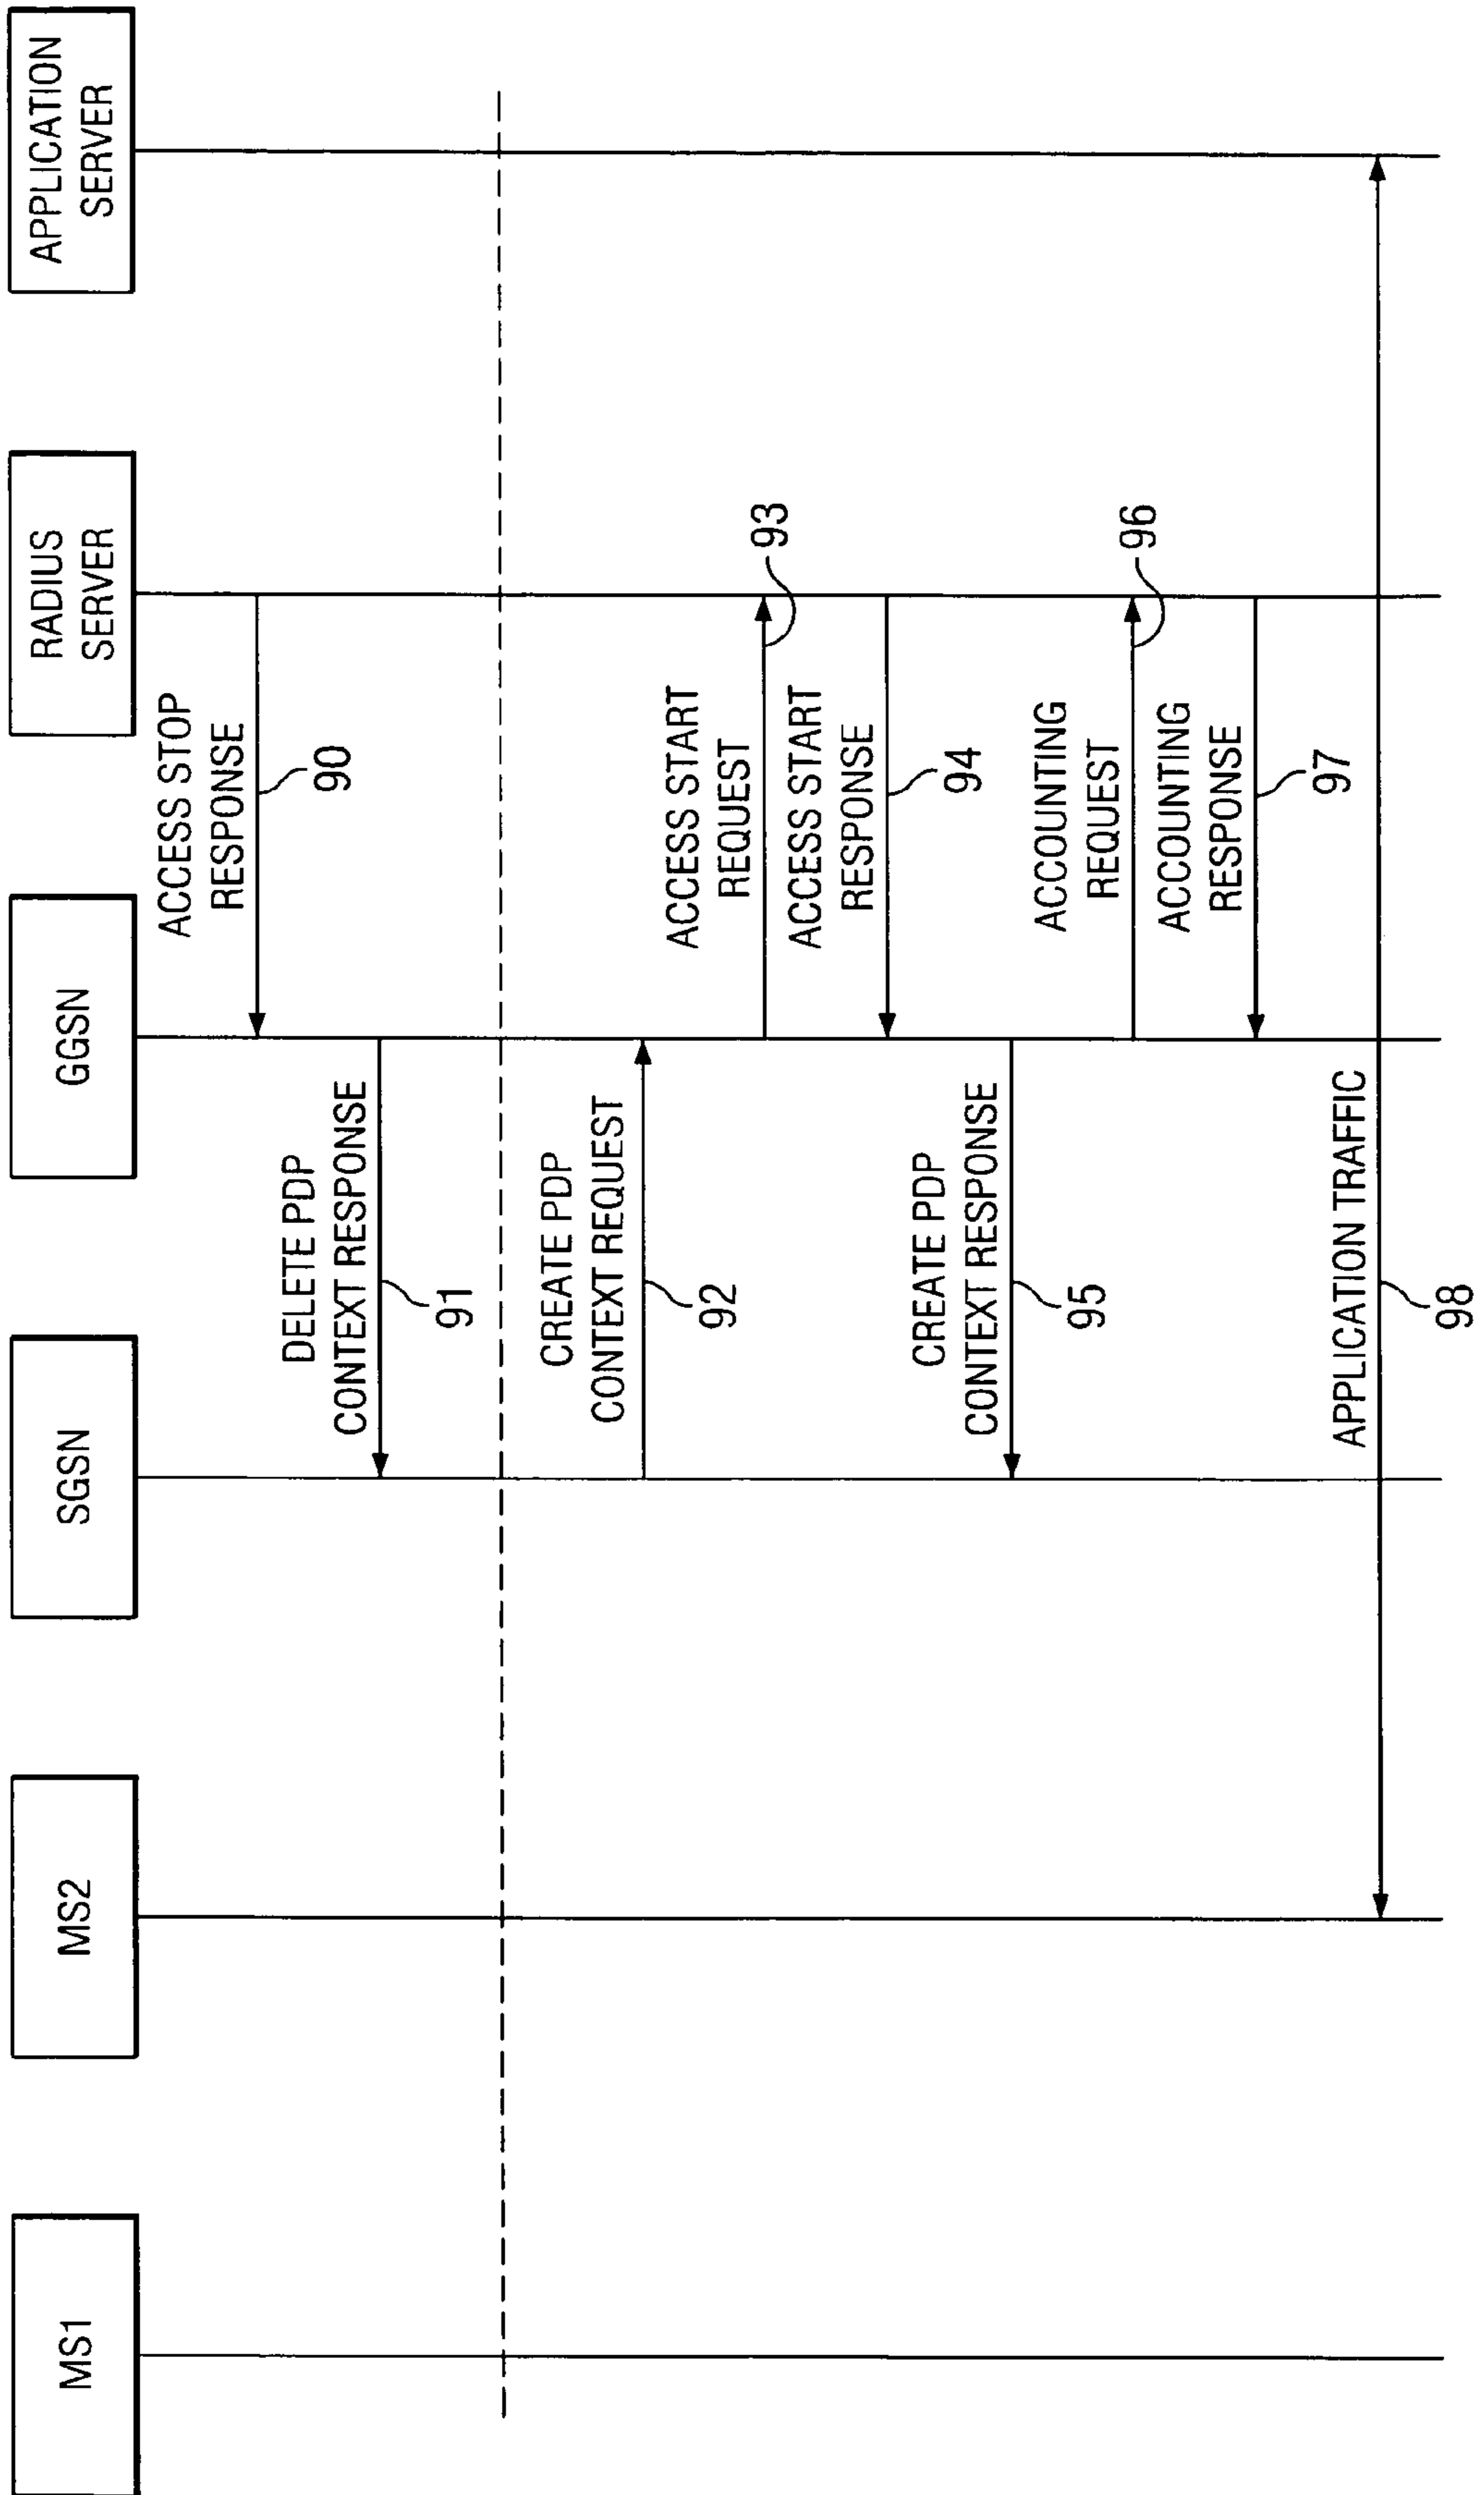 MS1
MS2
SGSN
GGSN
RADIUS
SERVER
APPLICATION
SERVER
ACCESS STOP
RESPONSE
90
DELETE PDP
CONTEXT RESPONSE
91
CREATE PDP
CONTEXT REQUEST
92
ACCESS START
REQUEST
93
ACCESS START
RESPONSE
94
CREATE PDP
CONTEXT RESPONSE
95
ACCOUNTING
REQUEST
96
ACCOUNTING
RESPONSE
97
APPLICATION TRAFFIC
98